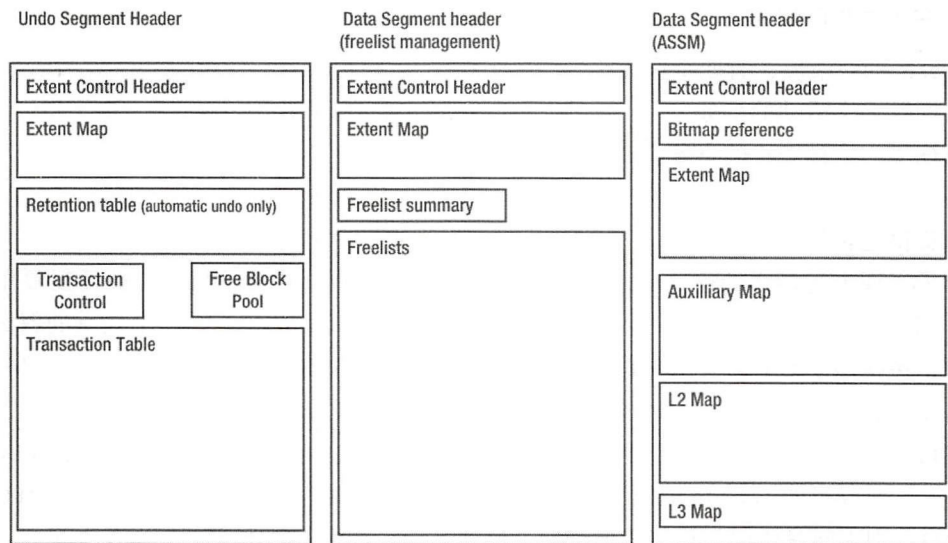 Undo Segment Header
Extent Control Header
Extent Map
Retention table (automatic undo only)
Transaction
Control
Free Block
Pool
Transaction Table
Data Segment header
(freelist management)
Extent Control Header
Extent Map
Freelist summary
Freelists
Data Segment header
(ASSM)
Extent Control Header
Bitmap reference
Extent Map
Auxilliary Map
L2 Map
L3 Map